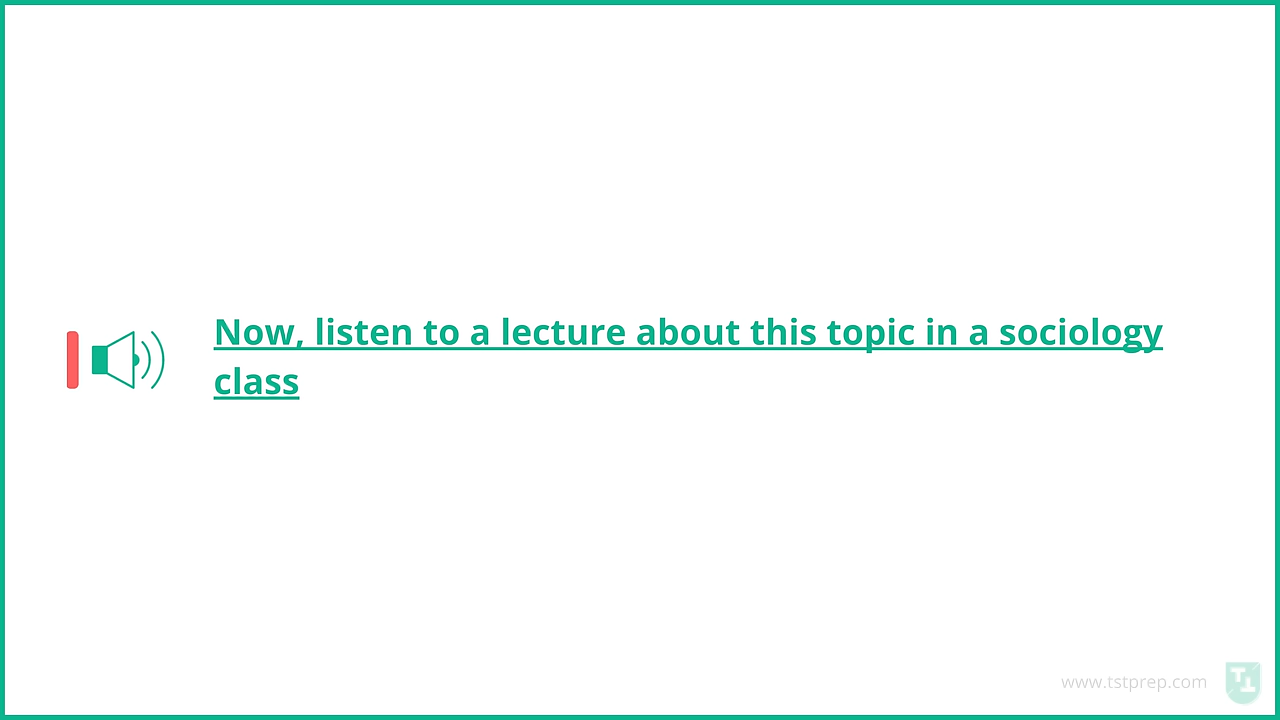 Now, listen to a lecture about this topic in a sociology
class
www.tstprep.com